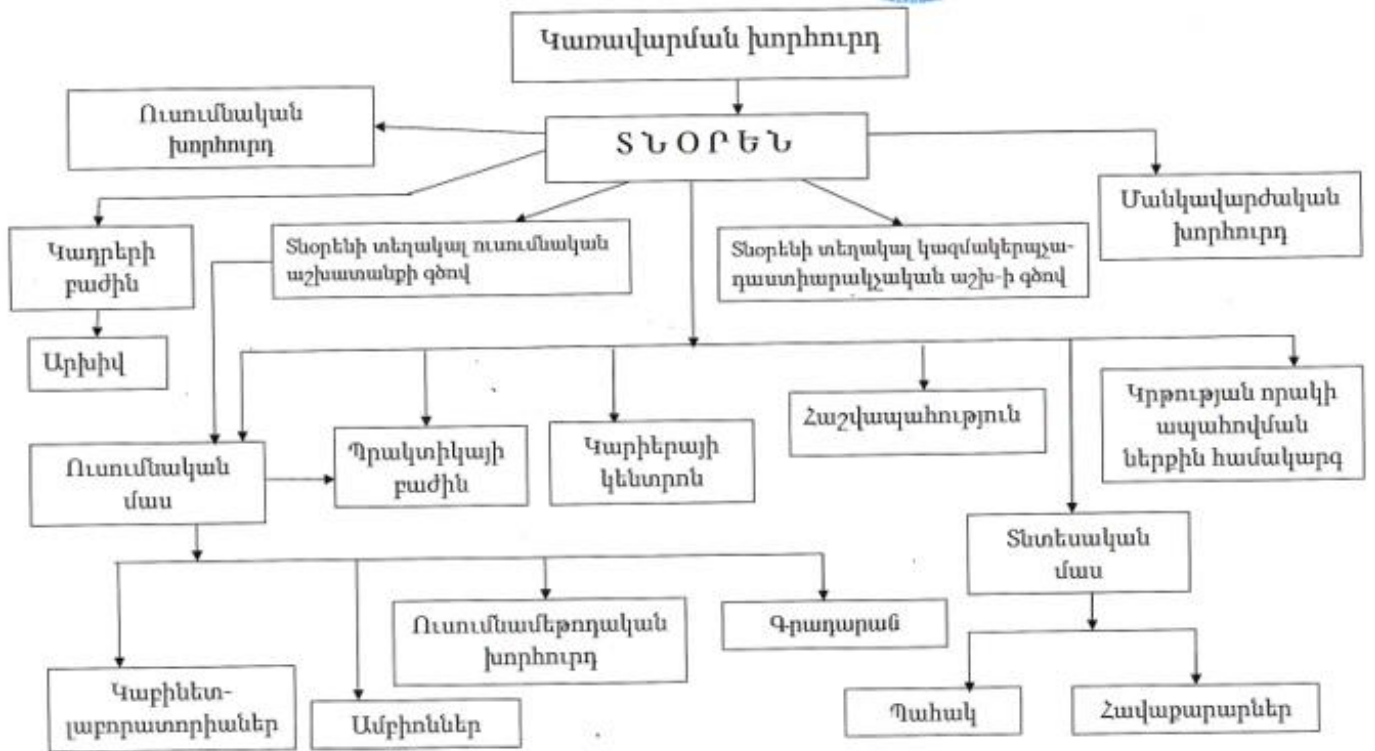 Կառավարման խորհուրդ
Ուսումնական
խորհուրդ
Տ Ն Օ Ր Ե Ն
Մանկավարժական
խորհուրդ
Կադրերի
բաժին
Տնօրենի տեղակալ ուսումնական
աշխատանքի գծով
Տնօրենի տեղակալ կազմակերպչա-
դաստիարակչական աշխ-ի գծով
Արխիվ
Ուսումնական
մաս
Պրակտիկայի
բաժին
Կարիերայի
կենտրոն
Հաշվապահություն
Կրթության որակի
ապահովման
ներքին համակարգ
Տնտեսական
մաս
Կաբինետ-
լաբորատորիաներ
Ամբիոններ
Ուսումնամեթոդական
խորհուրդ
Գրադարան
Պահակ
Հավաքարարներ